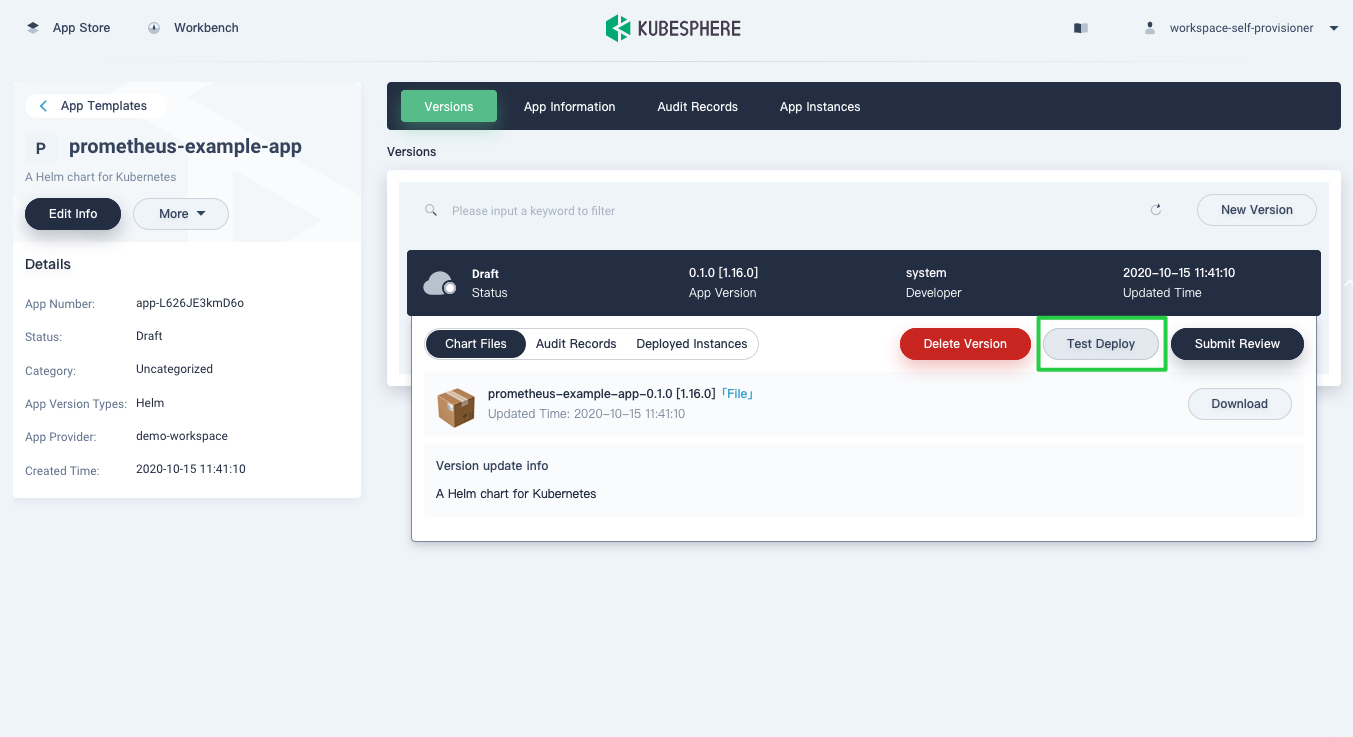 App Store
Workbench
KUBESPHERE
workspace-self-provisioner
App Templates
P
prometheus-example-app
A Helm chart for Kubernetes
Edit Info
More
Details
App Number: app-L626JE3kmD6o
Status: Draft
Category: Uncategorized
App Version Types: Helm
App Provider: demo-workspace
Created Time: 2020-10-15 11:41:10
Versions
App Information
Audit Records
App Instances
Versions
Please input a keyword to filter
New Version
Draft
Status
0.1.0 [1.16.0]
App Version
system
Developer
2020-10-15 11:41:10
Updated Time
Chart Files
Audit Records
Deployed Instances
Delete Version
Test Deploy
Submit Review
prometheus-example-app-0.1.0 [1.16.0]「File」
Updated Time: 2020-10-15 11:41:10
Download
Version update info
A Helm chart for Kubernetes